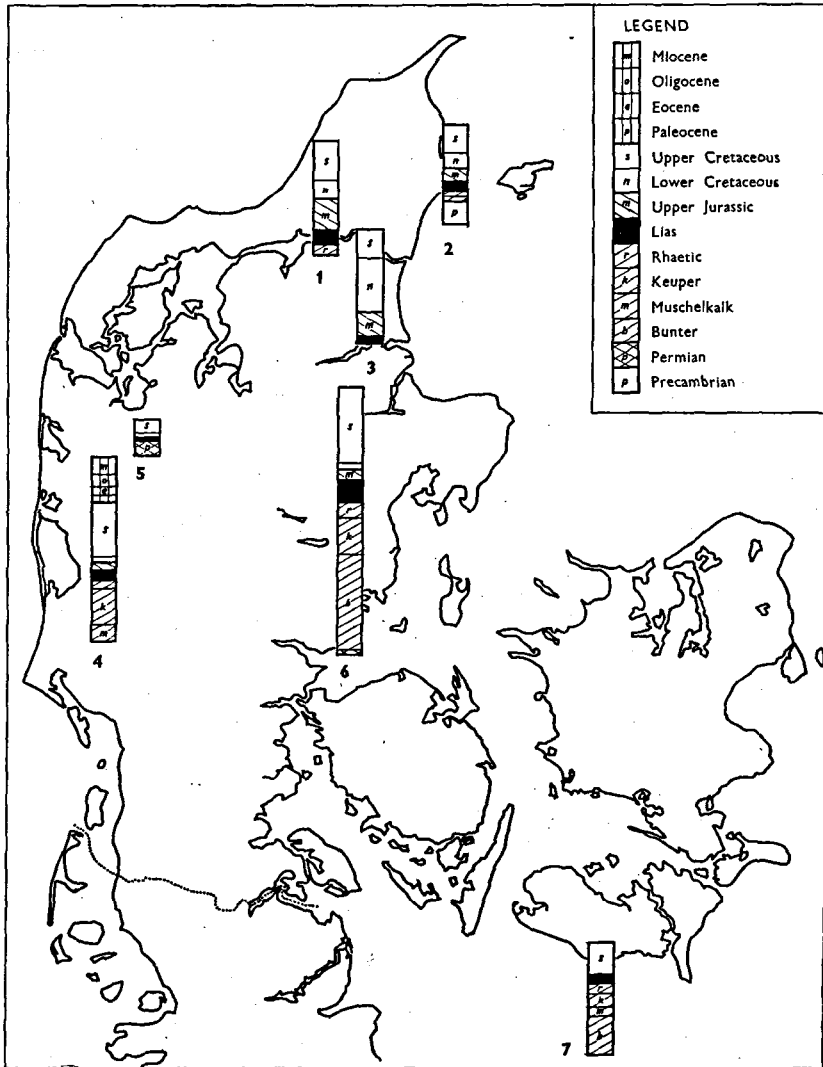 LEGEND
m Miocene
o Oligocene
e Eocene
p Paleocene
s Upper Cretaceous
n Lower Cretaceous
m Upper Jurassic
Lias
r Rhaetic
k Keuper
m Muschelkalk
b Bunter
p Permian
p Precambrian
s
n
m
r
1
s
n
m
p
2
s
n
m
3
s
p
5
m
o
e
s
k
m
4
s
m
r
k
b
6
s
r
k
m
b
7